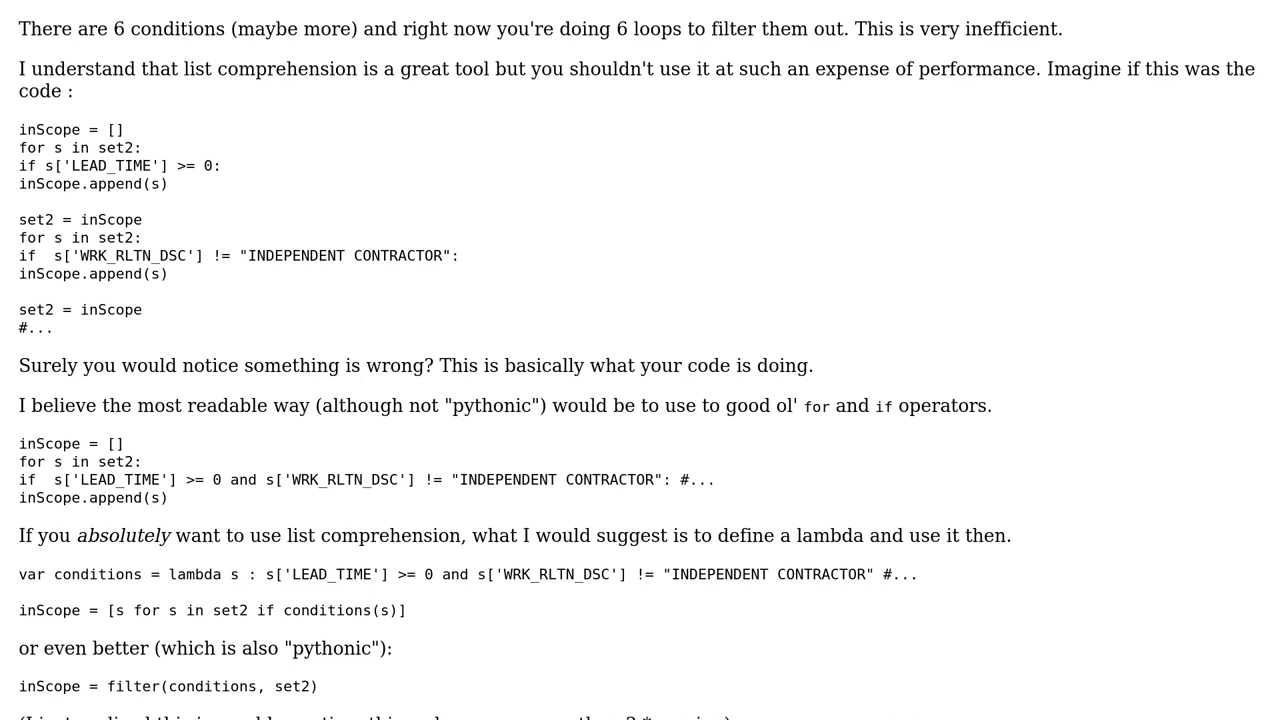 There are 6 conditions (maybe more) and right now you're doing 6 loops to filter them out. This is very inefficient.
I understand that list comprehension is a great tool but you shouldn't use it at such an expense of performance. Imagine if this was the
code :
inScope = []
for s in set2:
if s['LEAD_TIME'] >= 0:
inScope.append(s)
set2 = inScope
for s in set2:
if  s['WRK_RLTN_DSC'] != "INDEPENDENT CONTRACTOR":
inScope.append(s)
set2 = inScope
#...
Surely you would notice something is wrong? This is basically what your code is doing.
I believe the most readable way (although not "pythonic") would be to use to good ol' for and if operators.
inScope = []
for s in set2:
if  s['LEAD_TIME'] >= 0 and s['WRK_RLTN_DSC'] != "INDEPENDENT CONTRACTOR": #...
inScope.append(s)
If you absolutely want to use list comprehension, what I would suggest is to define a lambda and use it then.
var conditions = lambda s : s['LEAD_TIME'] >= 0 and s['WRK_RLTN_DSC'] != "INDEPENDENT CONTRACTOR" #...
inScope = [s for s in set2 if conditions(s)]
or even better (which is also "pythonic"):
inScope = filter(conditions, set2)